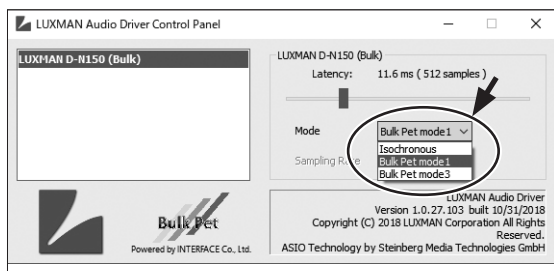 LUXMAN Audio Driver Control Panel
LUXMAN D-N150 (Bulk)
LUXMAN D-N150 (Bulk)
Latency: 11.6 ms ( 512 samples )
Mode Bulk Pet mode1
Isochronous
Bulk Pet mode1
Bulk Pet mode3
Sampling Rate
Bulk Pet
Powered by INTERFACE Co., Ltd.
LUXMAN Audio Driver
Version 1.0.27.103 built 10/31/2018
Copyright (C) 2018 LUXMAN Corporation All Rights
Reserved.
ASIO Technology by Steinberg Media Technologies GmbH